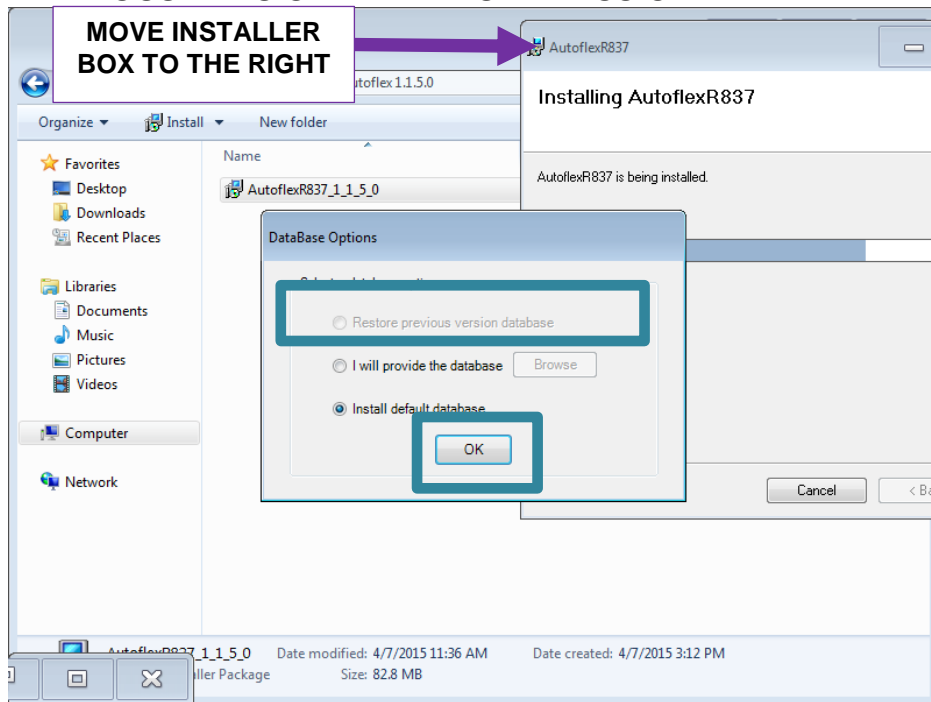 MOVE INSTALLER
BOX TO THE RIGHT
AutoflexR837
utoflex 1.1.5.0
Installing AutoflexR837
Organize
Install
New folder
Name
Favorites
Desktop
Downloads
Recent Places
AutoflexR837_1_1_5_0
AutoflexR837 is being installed.
DataBase Options
Libraries
Documents
Music
Pictures
Videos
Restore previous version database
I will provide the database Browse
Install default database
OK
Computer
Network
Cancel < Ba
AutoflexR837_1_1_5_0 Date modified: 4/7/2015 11:36 AM Date created: 4/7/2015 3:12 PM
ller Package Size: 82.8 MB